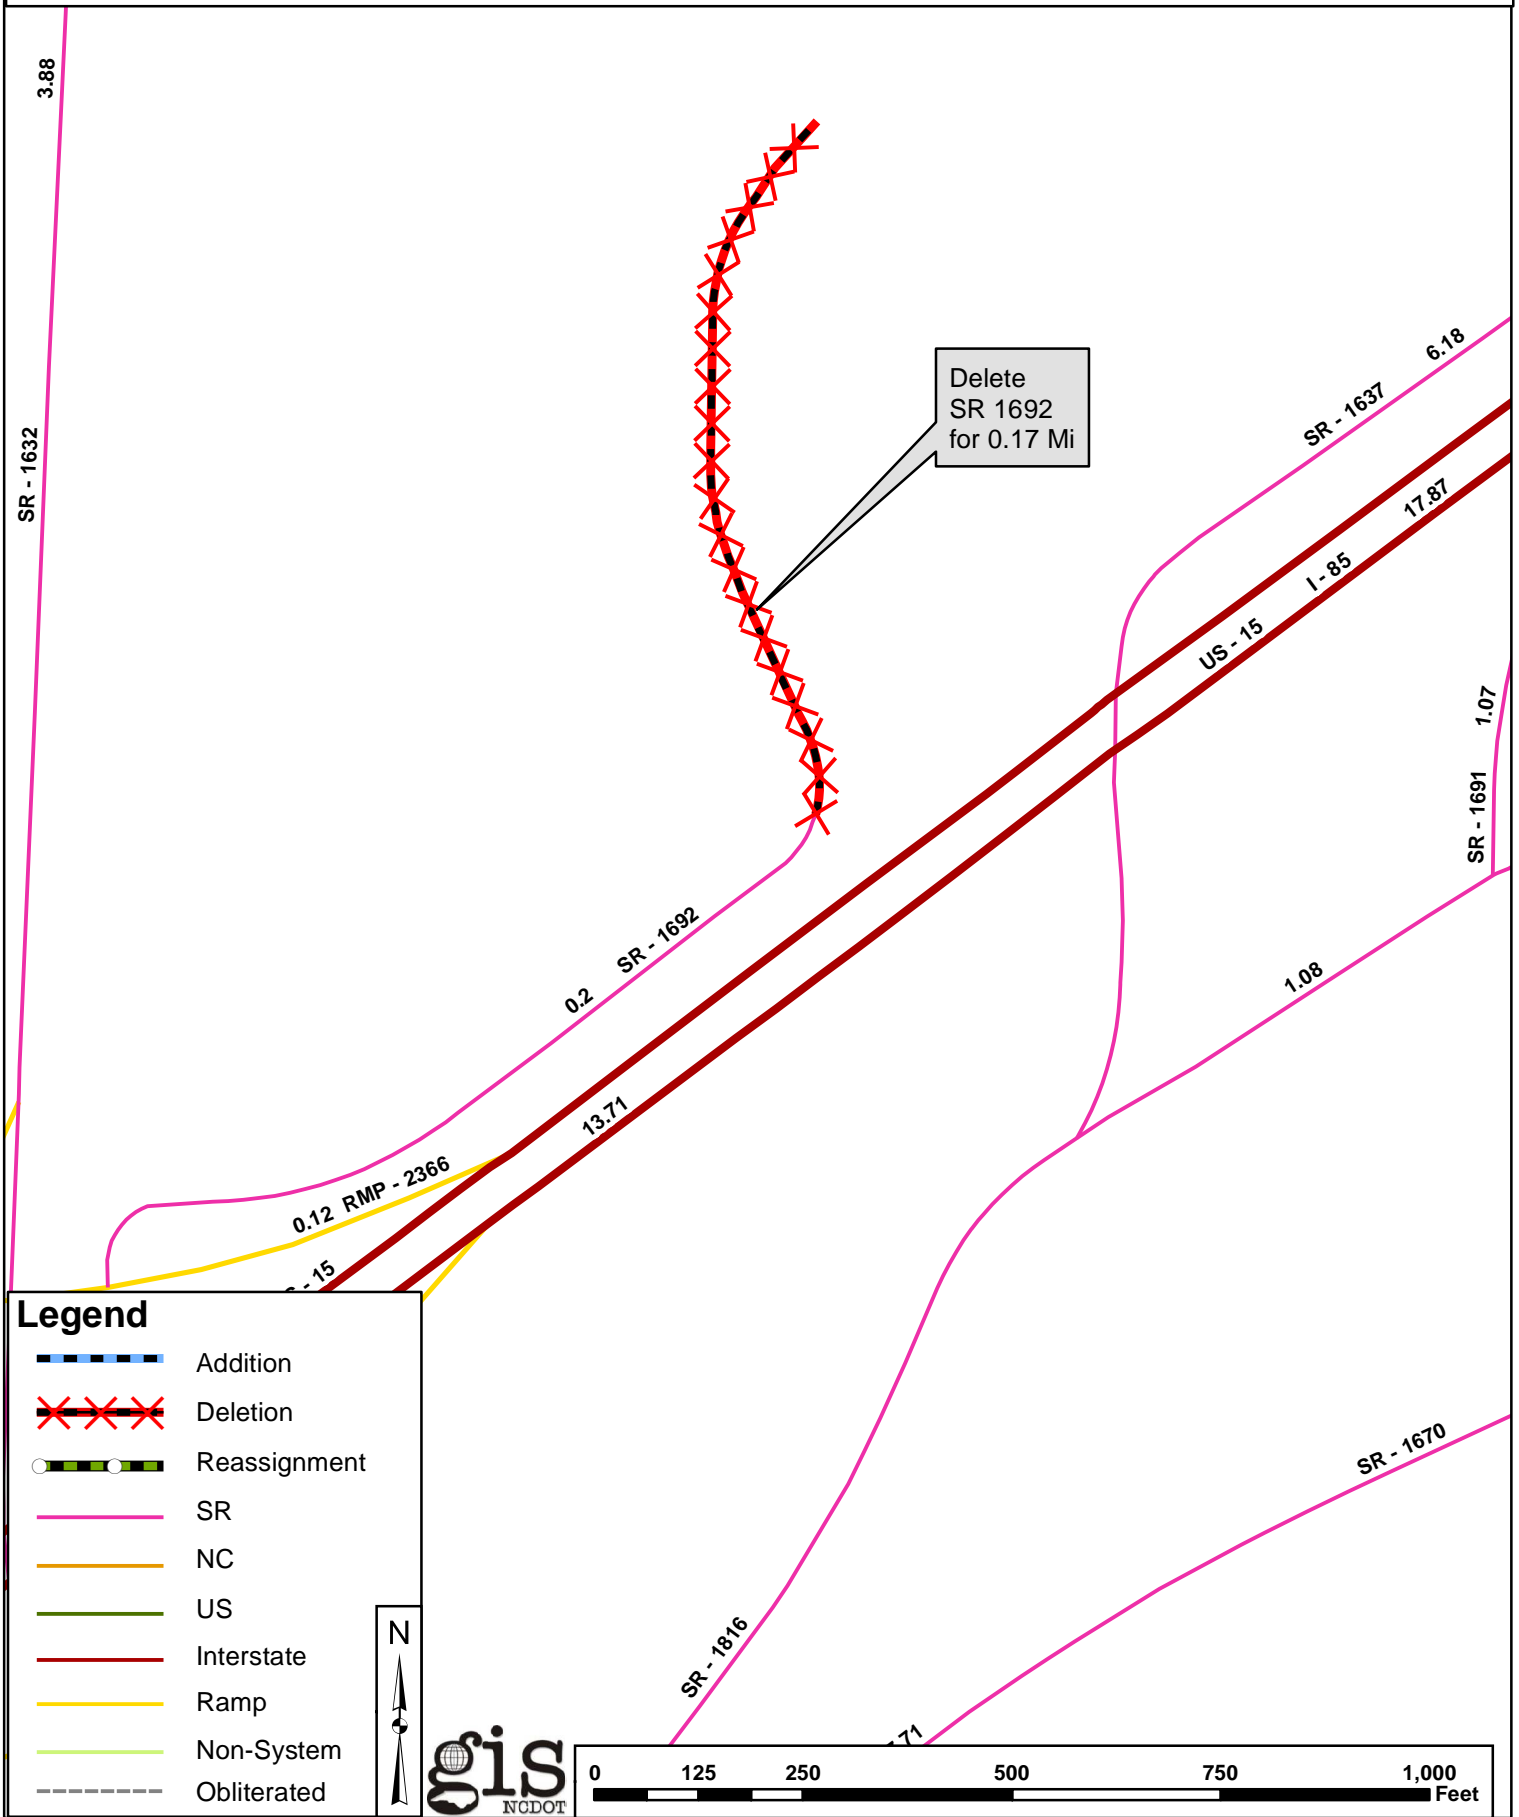 3.88
SR - 1632
Delete
SR 1692
for 0.17 Mi
6.18
SR - 1637
17.87
I - 85
US - 15
1.07
SR - 1691
SR - 1692
0.2
1.08
13.71
0.12 RMP - 2366
- 15
Legend
Addition
Deletion
Reassignment
SR
NC
US
Interstate
Ramp
Non-System
Obliterated
N
SR - 1670
SR - 1816
.71
gis
NCDOT
0 125 250 500 750 1,000
Feet